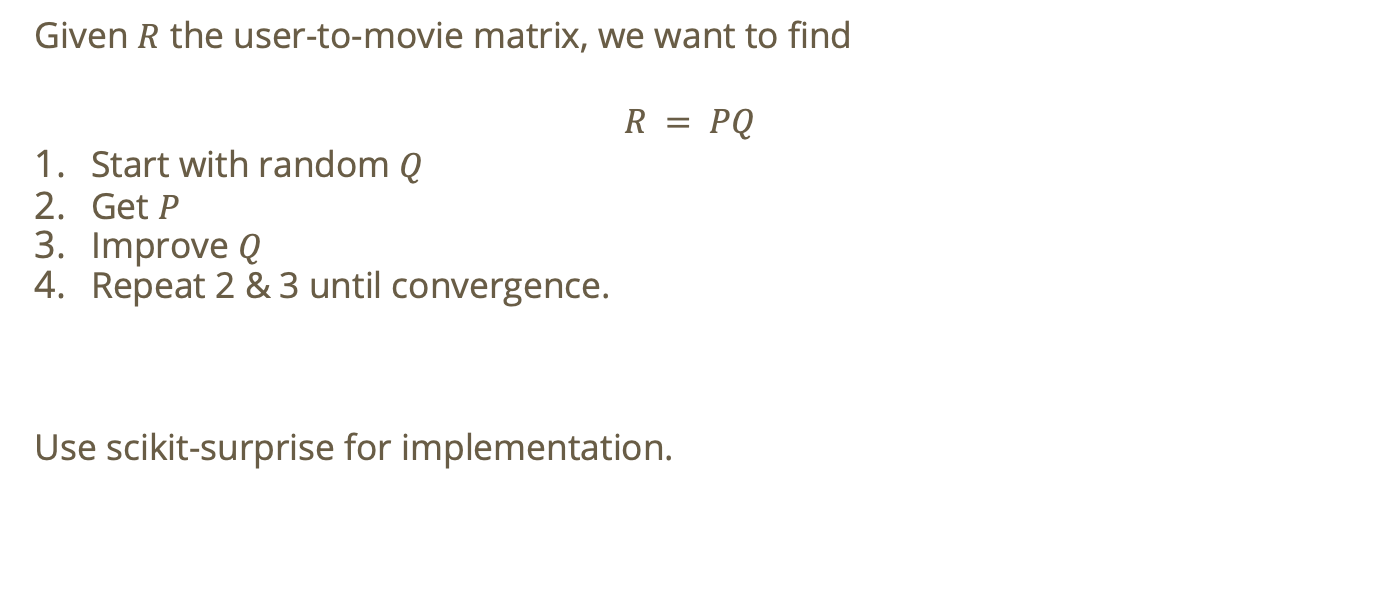 Given R the user-to-movie matrix, we want to find
R = PQ
1. Start with random Q
2. Get P
3. Improve Q
4. Repeat 2 & 3 until convergence.
Use scikit-surprise for implementation.